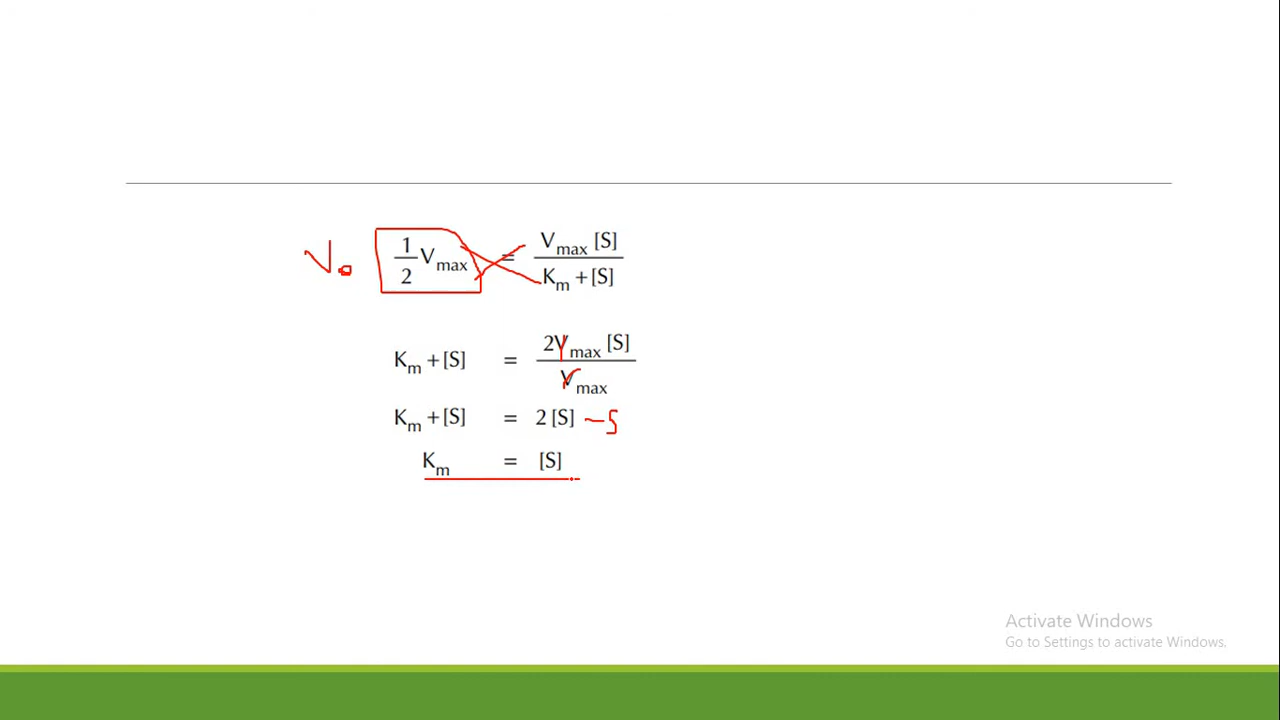 V₀ 1/2 Vmax = Vmax [S] / Km + [S]
Km + [S] = 2Vmax [S] / Vmax
Km + [S] = 2 [S] – S
Km = [S]
Activate Windows
Go to Settings to activate Windows.